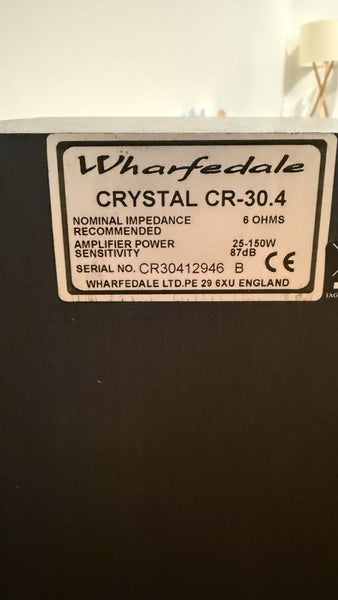 Wharfedale
CRYSTAL CR-30.4
NOMINAL IMPEDANCE 6 OHMS
RECOMMENDED
AMPLIFIER POWER 25-150W
SENSITIVITY 87dB
SERIAL NO. CR30412946 B CE
WHARFEDALE LTD.PE 29 6XU ENGLAND